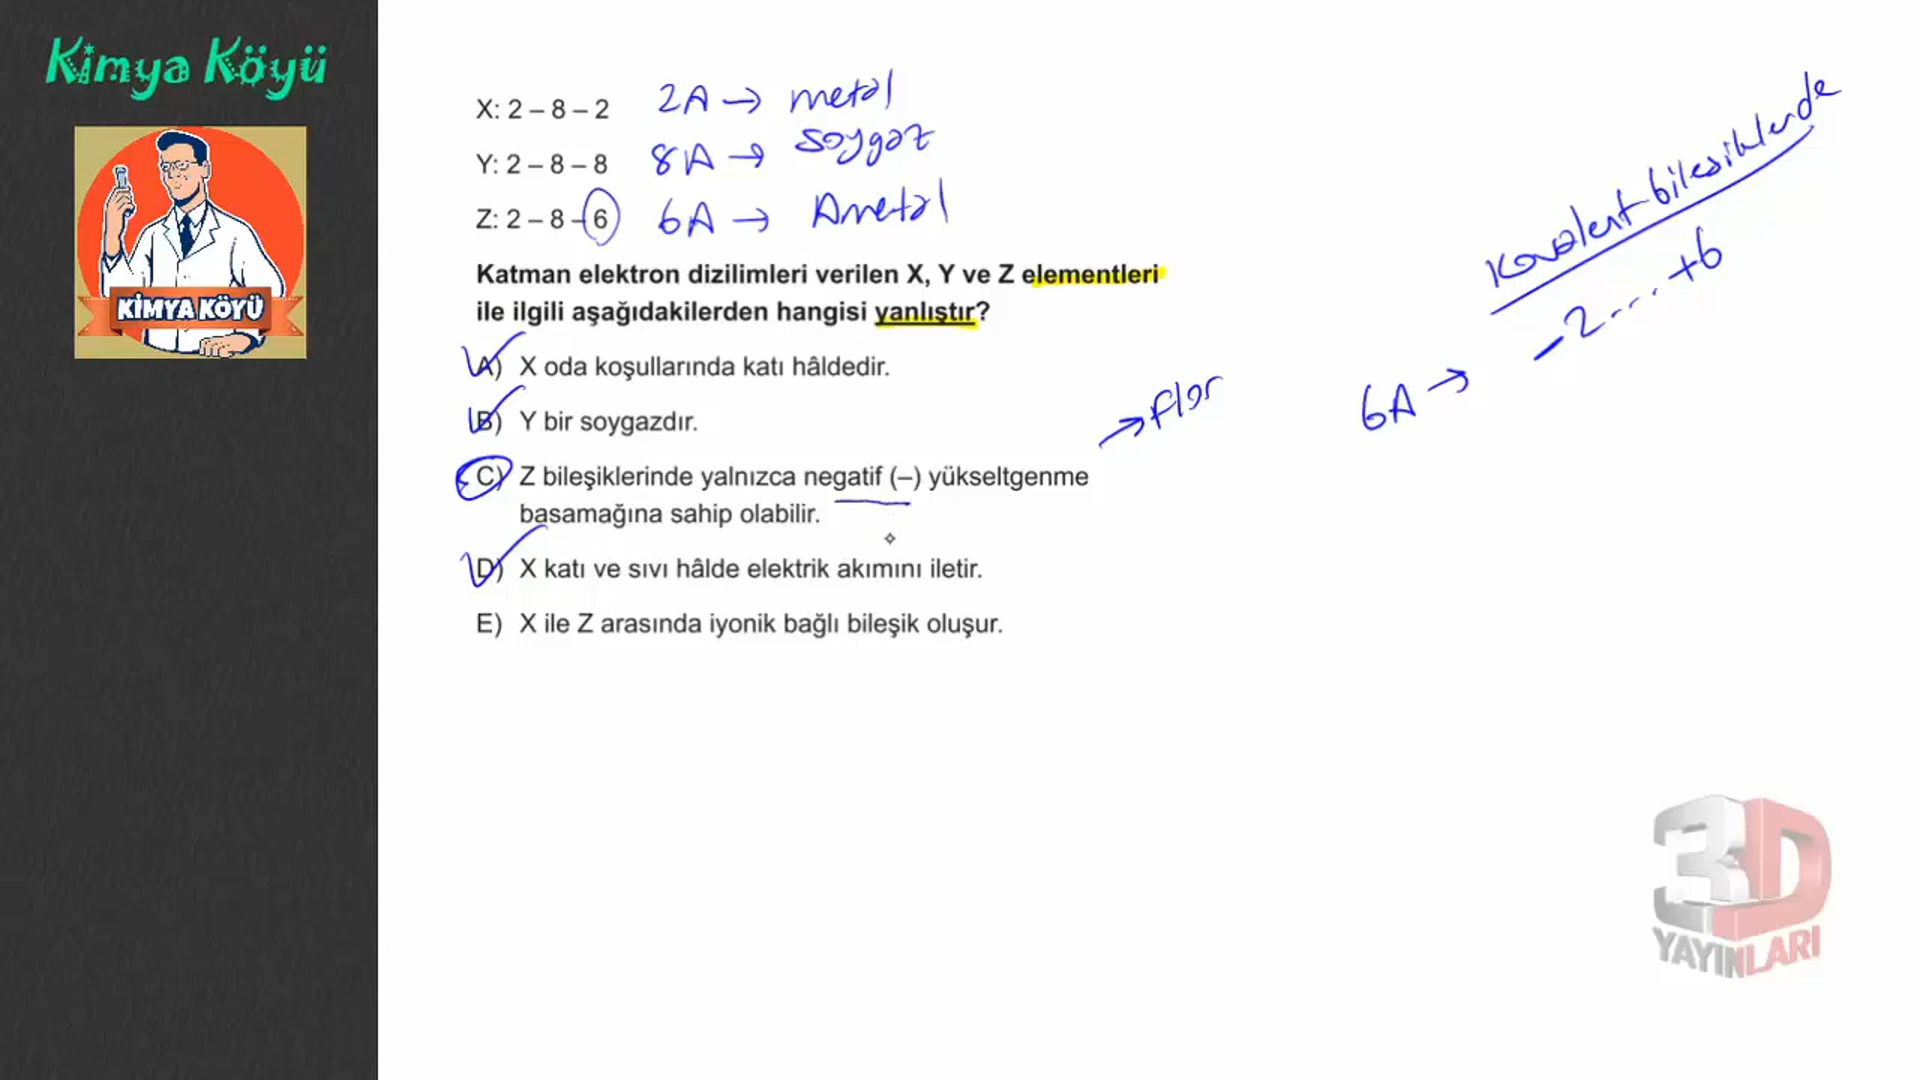 Kimya Köyü
KİMYA KÖYÜ
X: 2 – 8 – 2 2A → metal
Y: 2 – 8 – 8 8A → soygaz
Z: 2 – 8 – 6 6A → Ametal
Katman elektron dizilimleri verilen X, Y ve Z elementleri
ile ilgili aşağıdakilerden hangisi yanlıştır?
A) X oda koşullarında katı hâldedir.
B) Y bir soygazdır.
C) Z bileşiklerinde yalnızca negatif (–) yükseltgenme
basamağına sahip olabilir.
D) X katı ve sıvı hâlde elektrik akımını iletir.
E) X ile Z arasında iyonik bağlı bileşik oluşur.
→ flor
Kovalent bileşiklerde
6A → -2 .... +6
3D
YAYINLARI